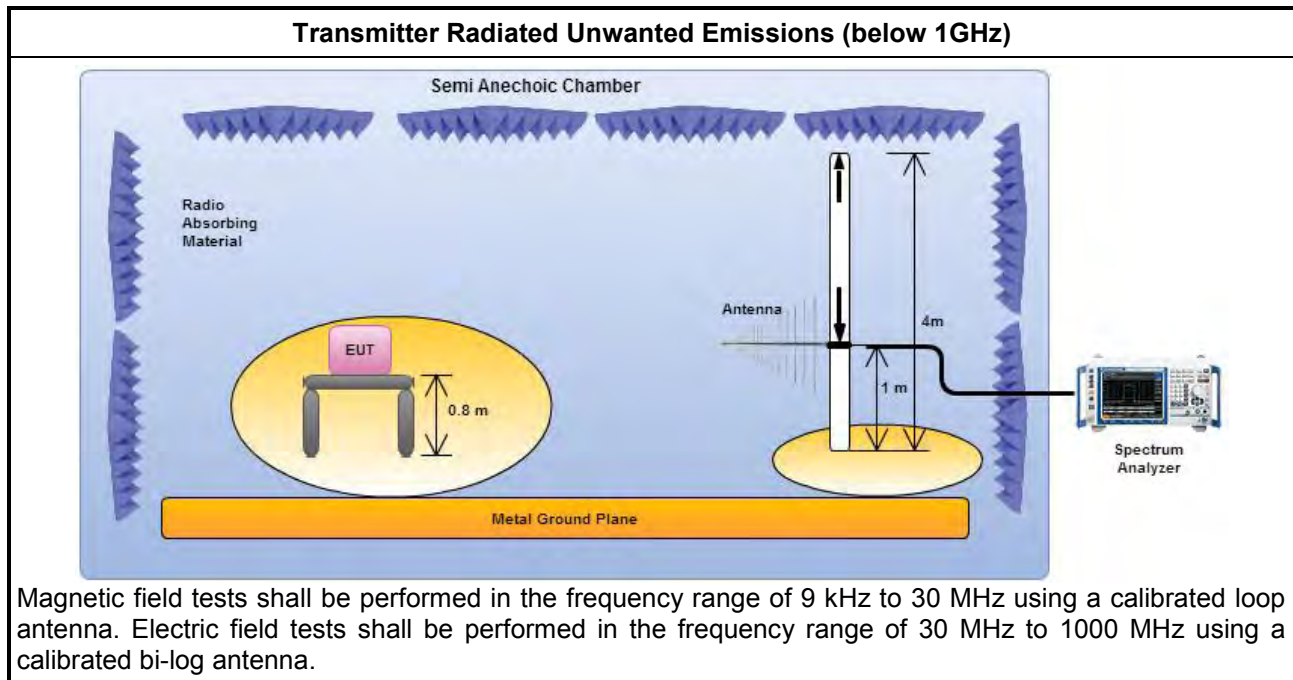 Transmitter Radiated Unwanted Emissions (below 1GHz)
Semi Anechoic Chamber
Radio
Absorbing
Material
Antenna
4m
EUT
1 m
0.8 m
Spectrum
Analyzer
Metal Ground Plane
Magnetic field tests shall be performed in the frequency range of 9 kHz to 30 MHz using a calibrated loop
antenna. Electric field tests shall be performed in the frequency range of 30 MHz to 1000 MHz using a
calibrated bi-log antenna.